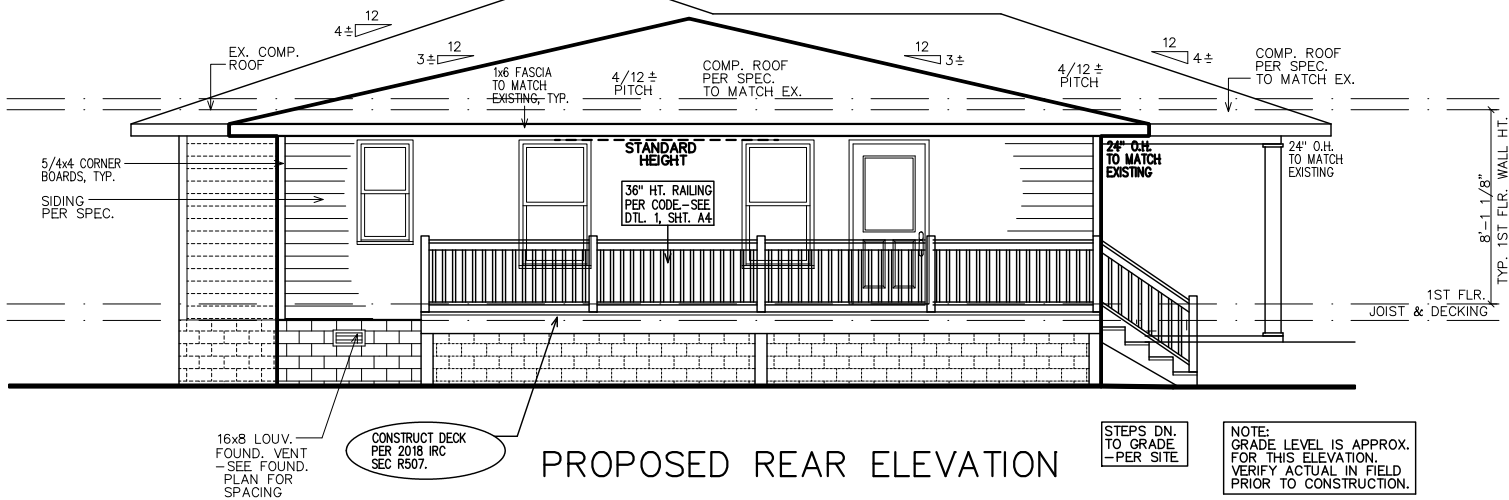 12
4±
EX. COMP.
ROOF
12
3±
1x6 FASCIA
TO MATCH
EXISTING, TYP.
4/12 ±
PITCH
COMP. ROOF
PER SPEC.
TO MATCH EX.
12
3±
4/12 ±
PITCH
12
4±
COMP. ROOF
PER SPEC.
TO MATCH EX.
5/4x4 CORNER
BOARDS, TYP.
SIDING
PER SPEC.
STANDARD
HEIGHT
36" HT. RAILING
PER CODE-SEE
DTL. 1, SHT. A4
24" O.H.
TO MATCH
EXISTING
24" O.H.
TO MATCH
EXISTING
8'-1 1/8"
TYP. 1ST FLR. WALL HT.
1ST FLR.
JOIST & DECKING
16x8 LOUV.
FOUND. VENT
-SEE FOUND.
PLAN FOR
SPACING
CONSTRUCT DECK
PER 2018 IRC
SEC R507.
PROPOSED REAR ELEVATION
STEPS DN.
TO GRADE
-PER SITE
NOTE:
GRADE LEVEL IS APPROX.
FOR THIS ELEVATION.
VERIFY ACTUAL IN FIELD
PRIOR TO CONSTRUCTION.